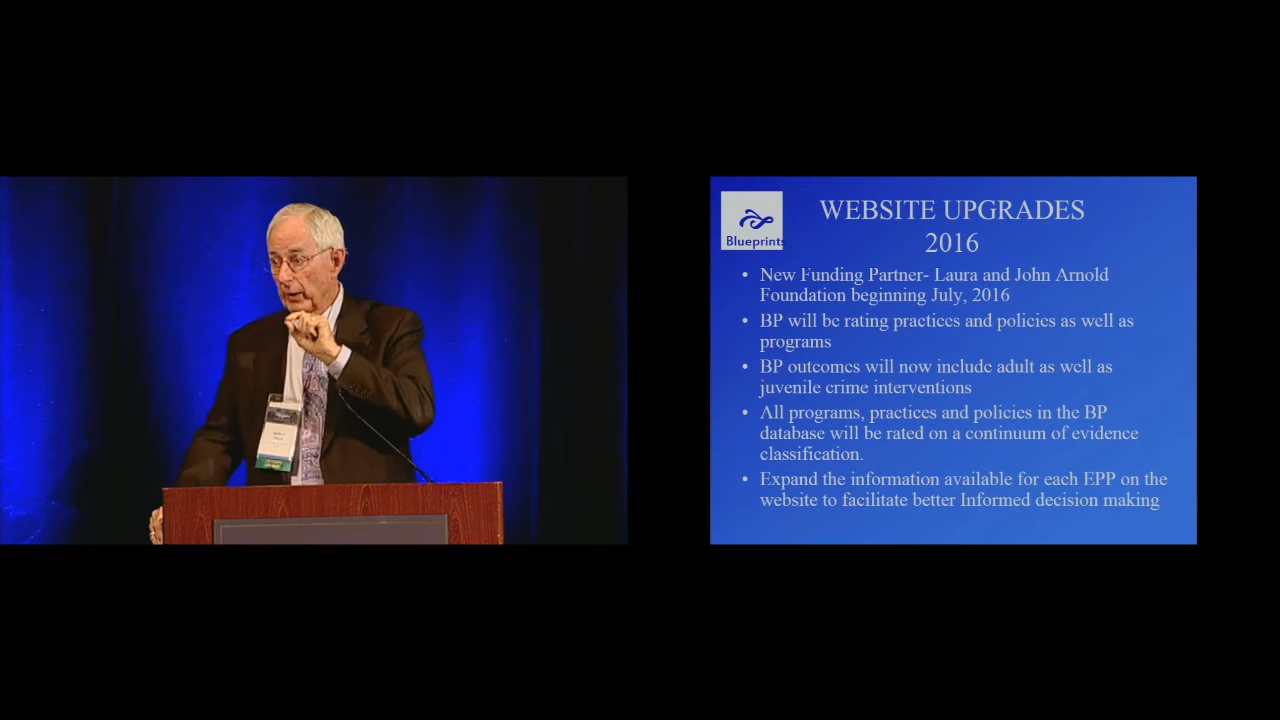 Blueprints
WEBSITE UPGRADES
2016
• New Funding Partner- Laura and John Arnold
Foundation beginning July, 2016
• BP will be rating practices and policies as well as
programs
• BP outcomes will now include adult as well as
juvenile crime interventions
• All programs, practices and policies in the BP
database will be rated on a continuum of evidence
classification.
• Expand the information available for each EPP on the
website to facilitate better Informed decision making